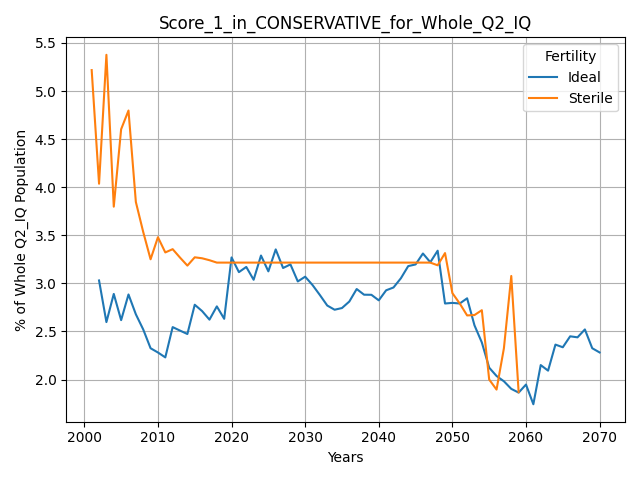 Score_1_in_CONSERVATIVE_for_Whole_Q2_IQ
Fertility
Ideal
Sterile
% of Whole Q2_IQ Population
5.5
5.0
4.5
4.0
3.5
3.0
2.5
2.0
2000 2010 2020 2030 2040 2050 2060 2070
Years